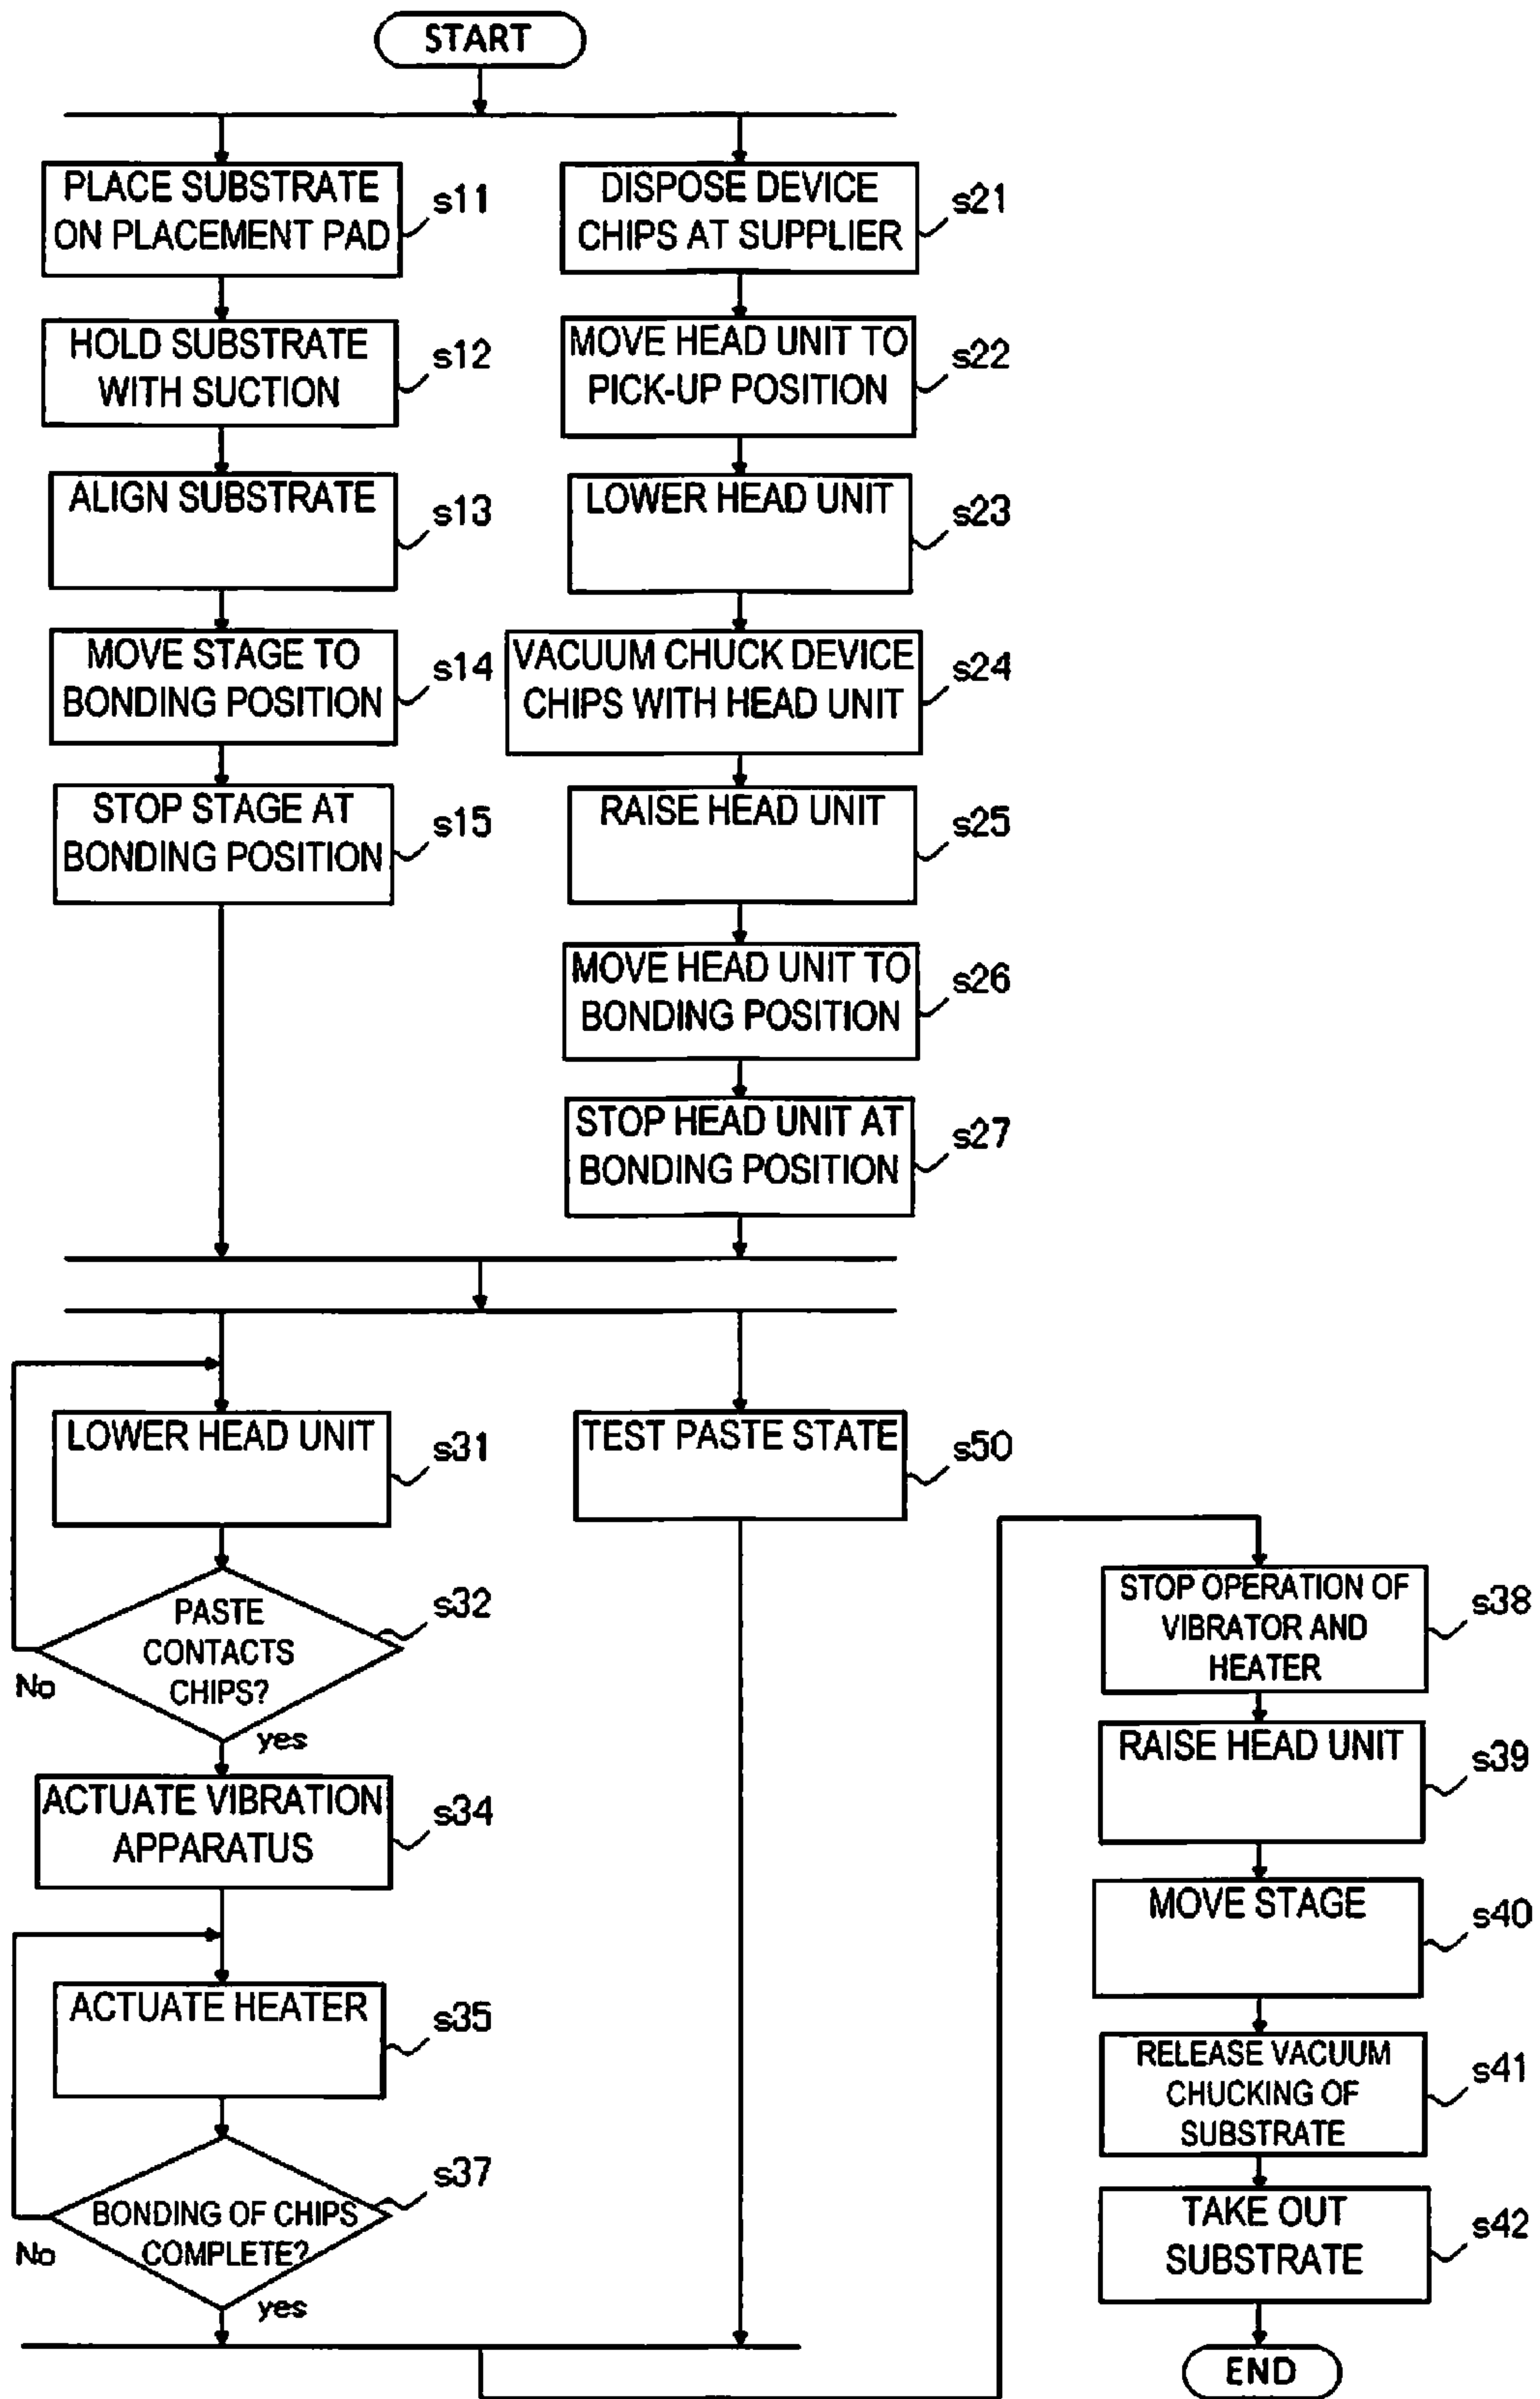 START
PLACE SUBSTRATE
ON PLACEMENT PAD
s11
HOLD SUBSTRATE
WITH SUCTION
s12
ALIGN SUBSTRATE
s13
MOVE STAGE TO
BONDING POSITION
s14
STOP STAGE AT
BONDING POSITION
s15
DISPOSE DEVICE
CHIPS AT SUPPLIER
s21
MOVE HEAD UNIT TO
PICK-UP POSITION
s22
LOWER HEAD UNIT
s23
VACUUM CHUCK DEVICE
CHIPS WITH HEAD UNIT
s24
RAISE HEAD UNIT
s25
MOVE HEAD UNIT TO
BONDING POSITION
s26
STOP HEAD UNIT AT
BONDING POSITION
s27
LOWER HEAD UNIT
s31
PASTE
CONTACTS
CHIPS?
s32
No
yes
ACTUATE VIBRATION
APPARATUS
s34
ACTUATE HEATER
s35
BONDING OF CHIPS
COMPLETE?
s37
No
yes
TEST PASTE STATE
s50
STOP OPERATION OF
VIBRATOR AND
HEATER
s38
RAISE HEAD UNIT
s39
MOVE STAGE
s40
RELEASE VACUUM
CHUCKING OF
SUBSTRATE
s41
TAKE OUT
SUBSTRATE
s42
END